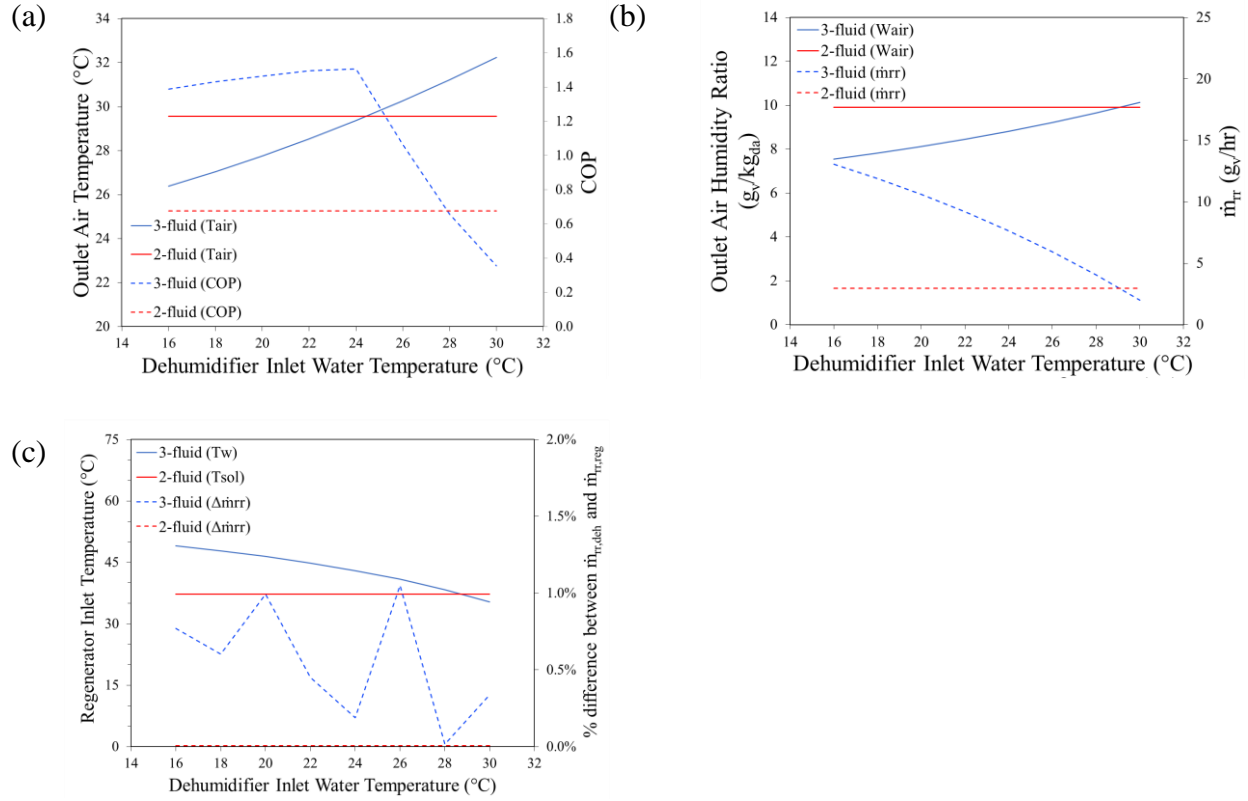 (a)
34
32
30
28
26
24
22
20
Outlet Air Temperature (°C)
3-fluid (Tair)
2-fluid (Tair)
3-fluid (COP)
2-fluid (COP)
1.8
1.6
1.4
1.2
1.0
0.8
0.6
0.4
0.2
0.0
COP
14 16 18 20 22 24 26 28 30 32
Dehumidifier Inlet Water Temperature (°C)
(b)
14
12
10
8
6
4
2
0
Outlet Air Humidity Ratio
(gᵥ/kg_da)
3-fluid (Wair)
2-fluid (Wair)
3-fluid (ṁrr)
2-fluid (ṁrr)
25
20
15
10
5
0
ṁ_rr (gᵥ/hr)
14 16 18 20 22 24 26 28 30 32
Dehumidifier Inlet Water Temperature (°C)
(c)
75
60
45
30
15
0
Regenerator Inlet Temperature (°C)
3-fluid (Tw)
2-fluid (Tsol)
3-fluid (Δṁrr)
2-fluid (Δṁrr)
2.0%
1.5%
1.0%
0.5%
0.0%
% difference between ṁ_rr,deh and ṁ_rr,reg
14 16 18 20 22 24 26 28 30 32
Dehumidifier Inlet Water Temperature (°C)